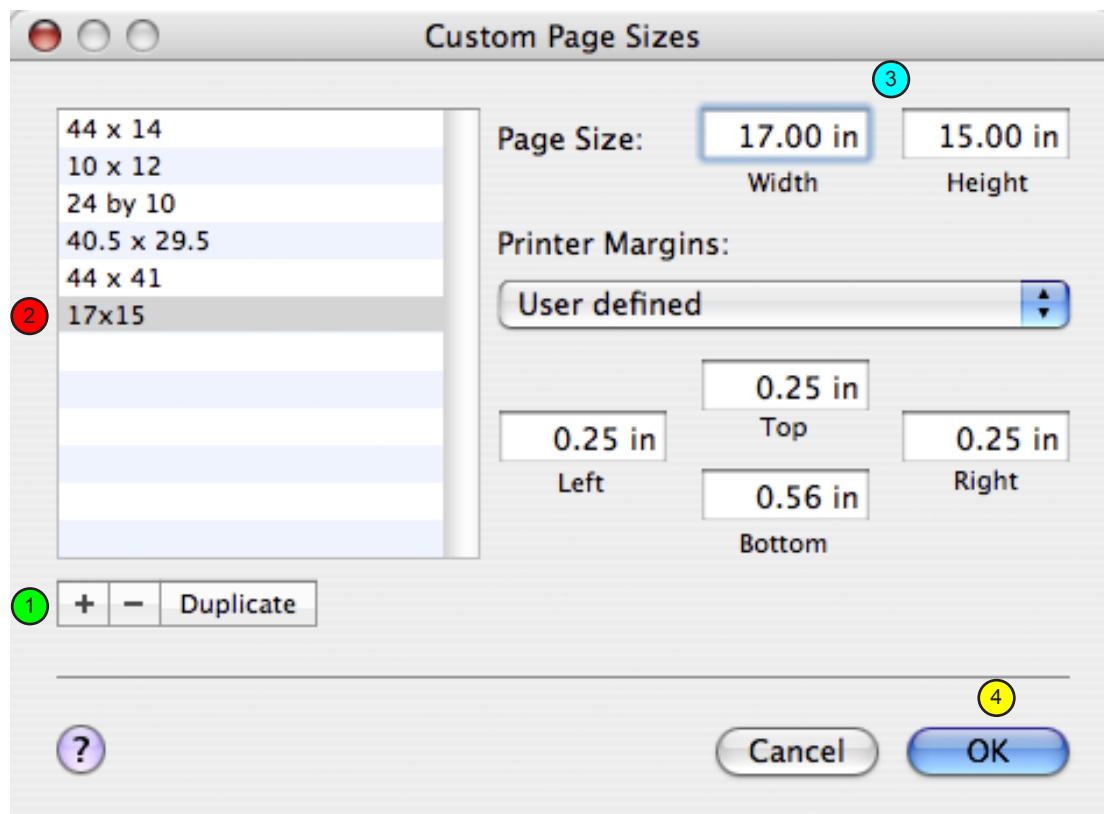 Custom Page Sizes
3
44 x 14
10 x 12
24 by 10
40.5 x 29.5
44 x 41
2 17x15
Page Size: 17.00 in 15.00 in
Width Height
Printer Margins:
User defined
0.25 in
Top
0.25 in 0.25 in
Left Right
0.56 in
Bottom
1 + − Duplicate
4
? Cancel OK